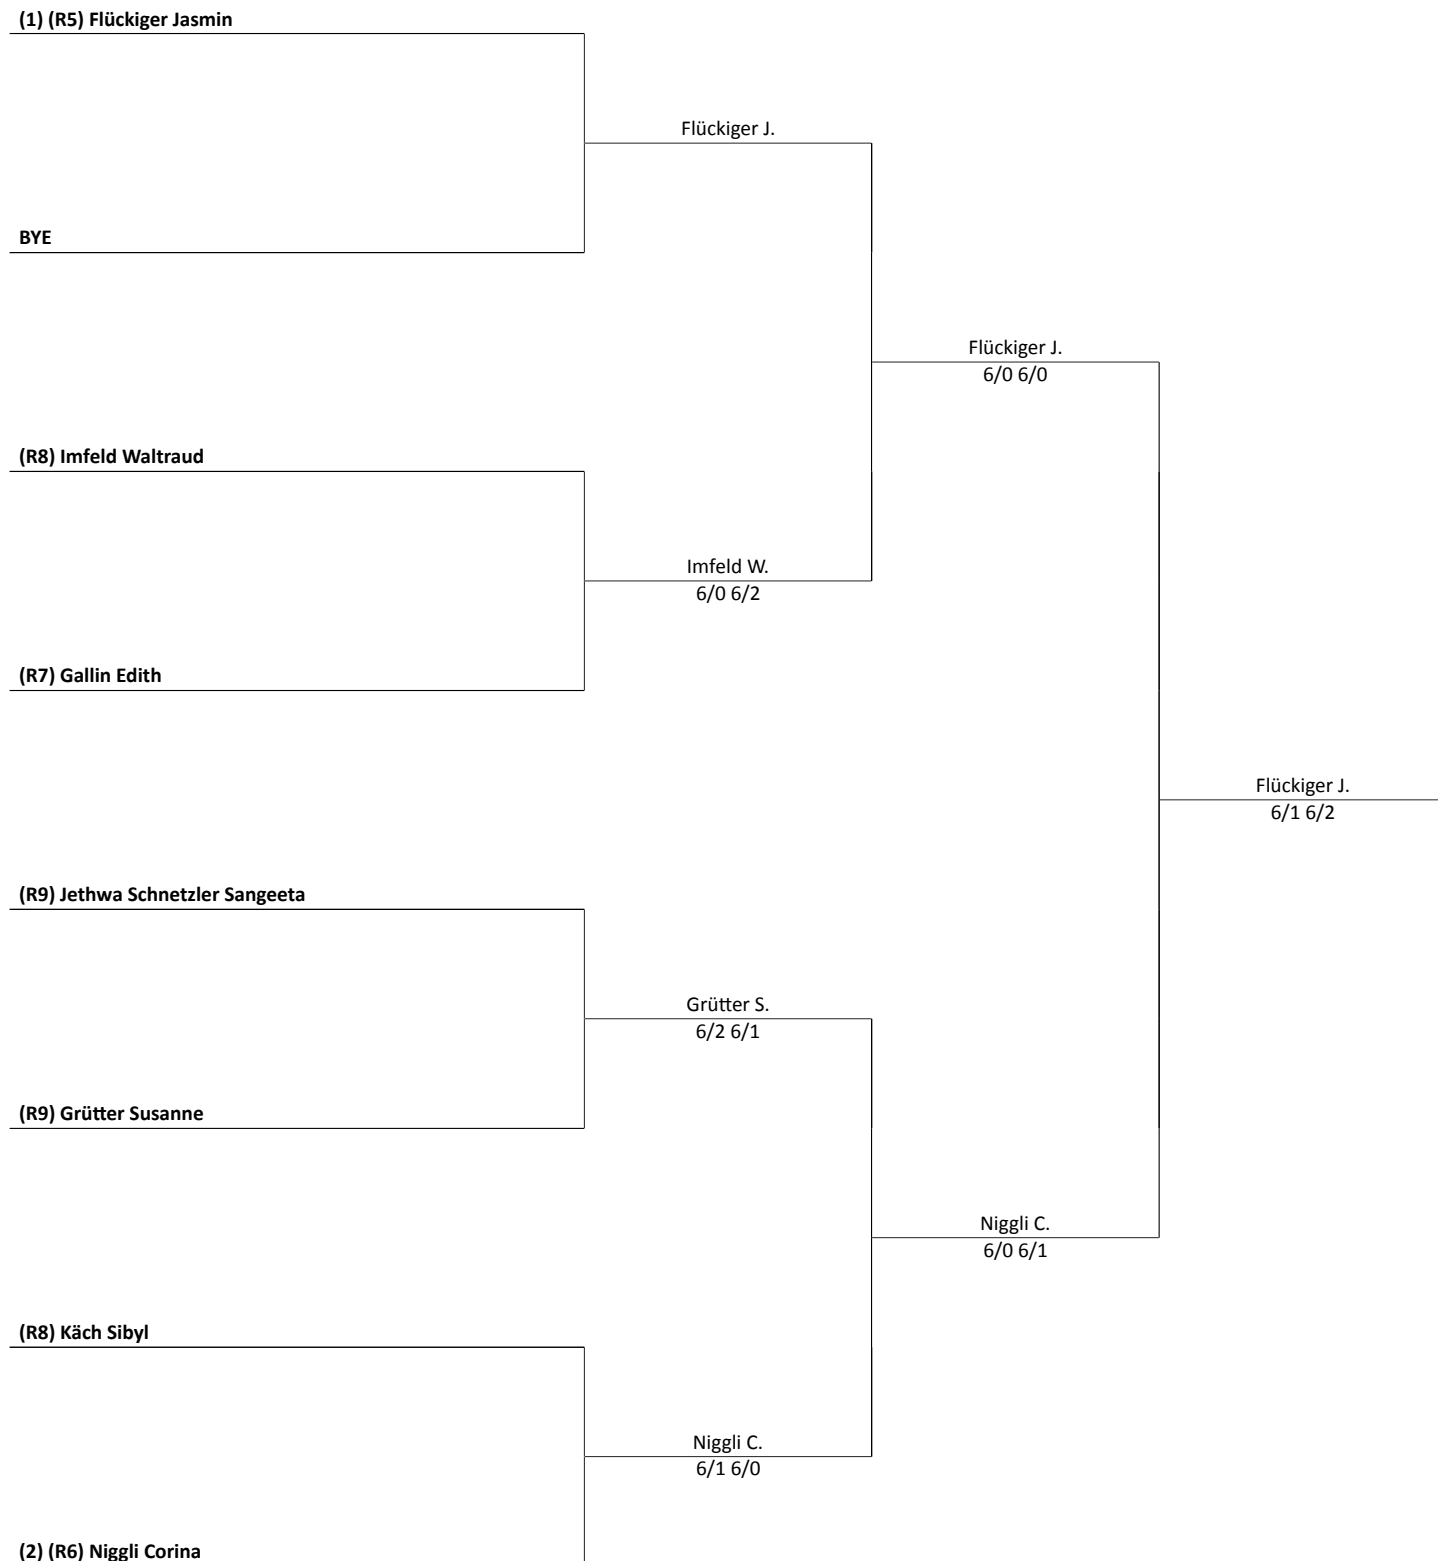 (1) (R5) Flückiger Jasmin
Flückiger J.
BYE
Flückiger J.
6/0 6/0
(R8) Imfeld Waltraud
Imfeld W.
6/0 6/2
(R7) Gallin Edith
Flückiger J.
6/1 6/2
(R9) Jethwa Schnetzler Sangeeta
Grütter S.
6/2 6/1
(R9) Grütter Susanne
Niggli C.
6/0 6/1
(R8) Käch Sibyl
Niggli C.
6/1 6/0
(2) (R6) Niggli Corina